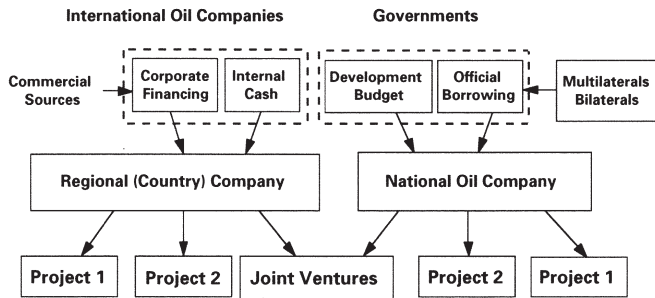 International Oil Companies
Governments
Commercial
Sources
Corporate
Financing
Internal
Cash
Development
Budget
Official
Borrowing
Multilaterals
Bilaterals
Regional (Country) Company
National Oil Company
Project 1
Project 2
Joint Ventures
Project 2
Project 1